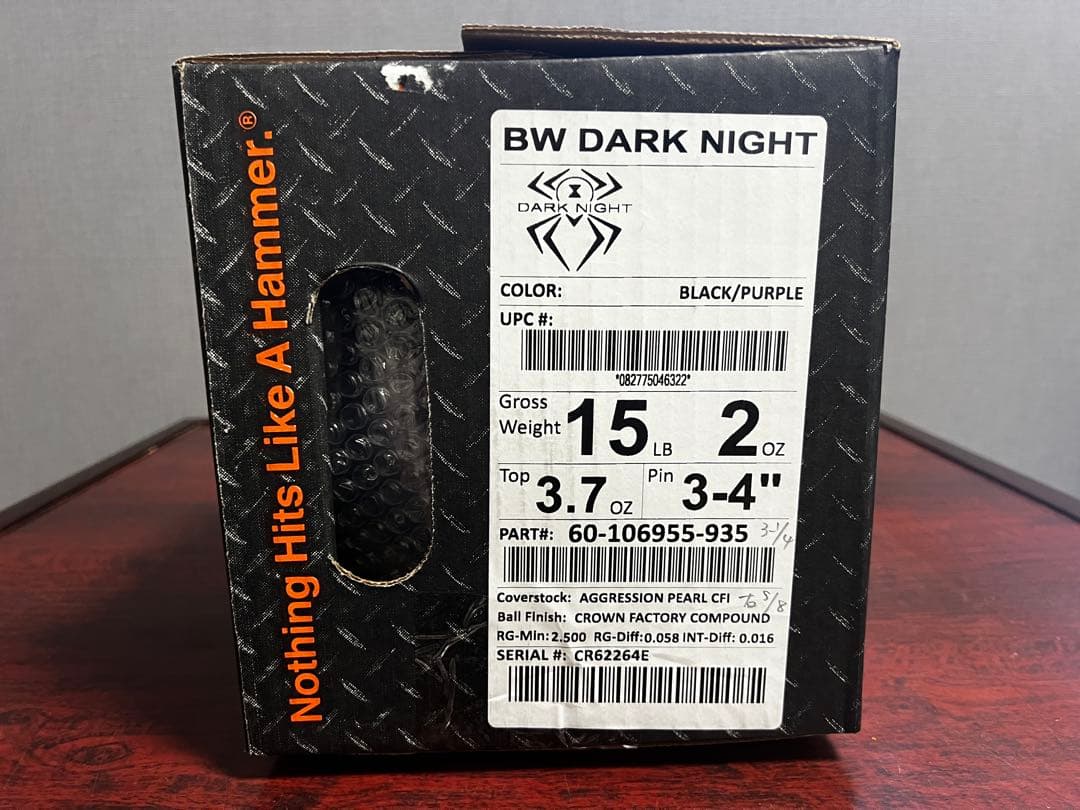 Nothing Hits Like A Hammer.®
BW DARK NIGHT
DARK NIGHT
COLOR: BLACK/PURPLE
UPC #:
*082775046322*
Gross Weight 15 LB 2 OZ
Top 3.7 OZ Pin 3-4"
PART#: 60-106955-935 3-1/4
Coverstock: AGGRESSION PEARL CFI 5/8
Ball Finish: CROWN FACTORY COMPOUND
RG-Min: 2.500 RG-Diff: 0.058 INT-Diff: 0.016
SERIAL #: CR62264E